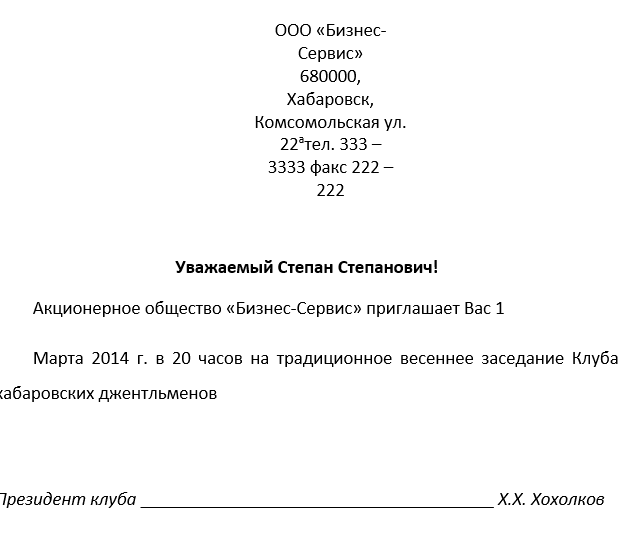 ООО «Бизнес-
Сервис»
680000,
Хабаровск,
Комсомольская ул.
22ᵃтел. 333 –
3333 факс 222 –
222
Уважаемый Степан Степанович!
Акционерное общество «Бизнес-Сервис» приглашает Вас 1
Марта 2014 г. в 20 часов на традиционное весеннее заседание Клуба
хабаровских джентльменов
Президент клуба ______________________________________ Х.Х. Хохолков